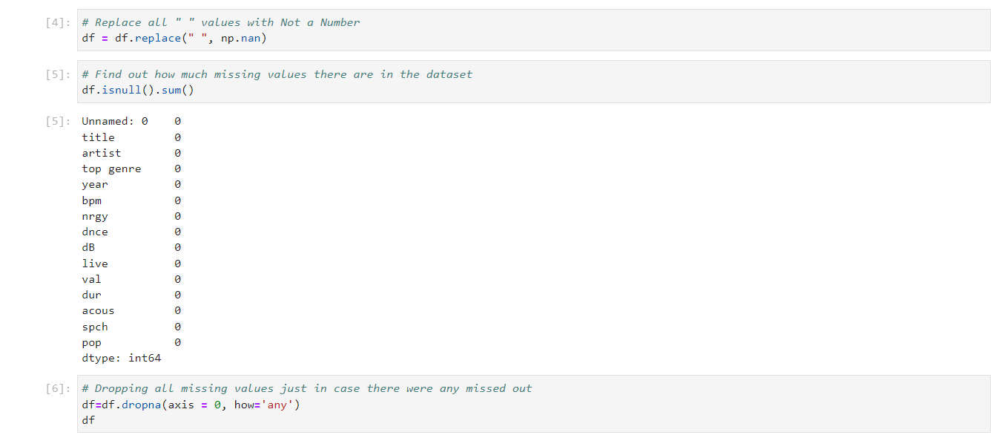 [4]: # Replace all " " values with Not a Number
df = df.replace(" ", np.nan)
[5]: # Find out how much missing values there are in the dataset
df.isnull().sum()
[5]: Unnamed: 0    0
title         0
artist        0
top genre     0
year          0
bpm           0
nrgy          0
dnce          0
dB            0
live          0
val           0
dur           0
acous         0
spch          0
pop           0
dtype: int64
[6]: # Dropping all missing values just in case there were any missed out
df=df.dropna(axis = 0, how='any')
df